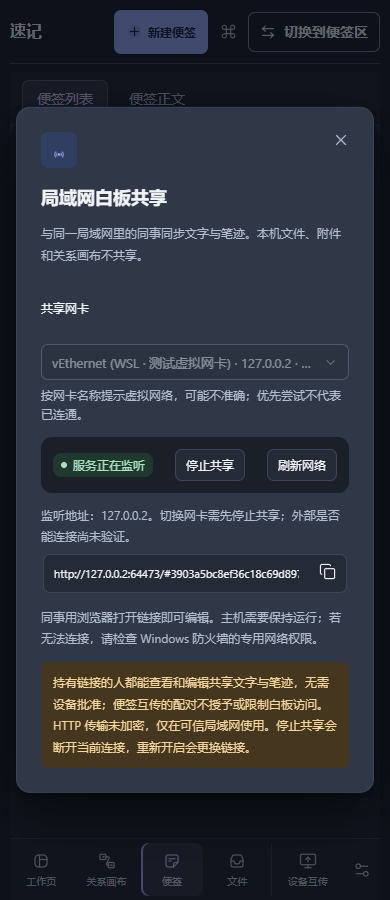 速记
新建便签
切换到便签区
便签列表
便签正文
局域网白板共享
与同一局域网里的同事同步文字与笔迹。本机文件、附件
和关系画布不共享。
共享网卡
vEthernet (WSL · 测试虚拟网卡) · 127.0.0.2 · ...
按网卡名称提示虚拟网络，可能不准确；优先尝试不代表
已连通。
服务正在监听
停止共享
刷新网络
监听地址：127.0.0.2。切换网卡需先停止共享；外部是否
能连接尚未验证。
http://127.0.0.2:64473/#3903a5bc8ef36c18c69d897
同事用浏览器打开链接即可编辑。主机需要保持运行；若
无法连接，请检查 Windows 防火墙的专用网络权限。
持有链接的人都能查看和编辑共享文字与笔迹，无需
设备批准；便签互传的配对不授予或限制白板访问。
HTTP 传输未加密，仅在可信局域网使用。停止共享会
断开当前连接，重新开启会更换链接。
工作页
关系画布
便签
文件
设备互传